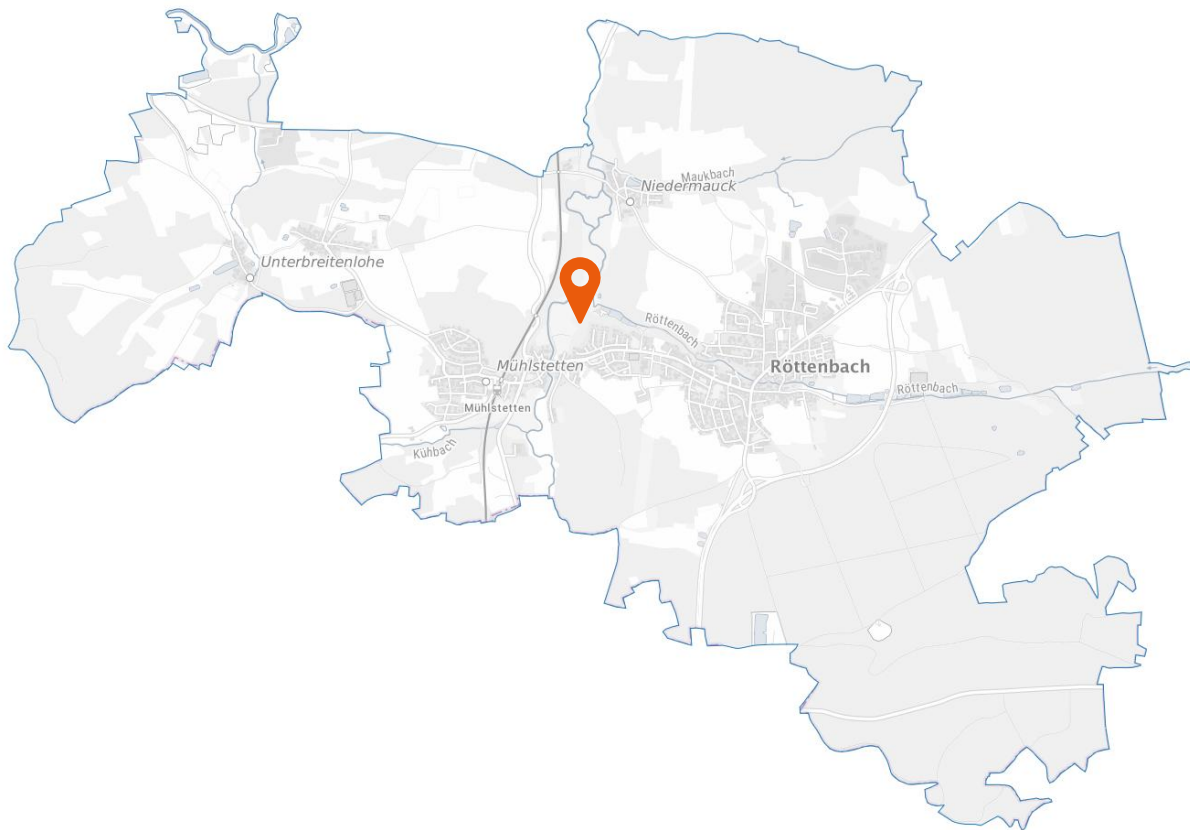 Maukbach
Niedermauck
Unterbreitenlohe
Röttenbach
Mühlstetten
Röttenbach
Röttenbach
Mühlstetten
Kühbach